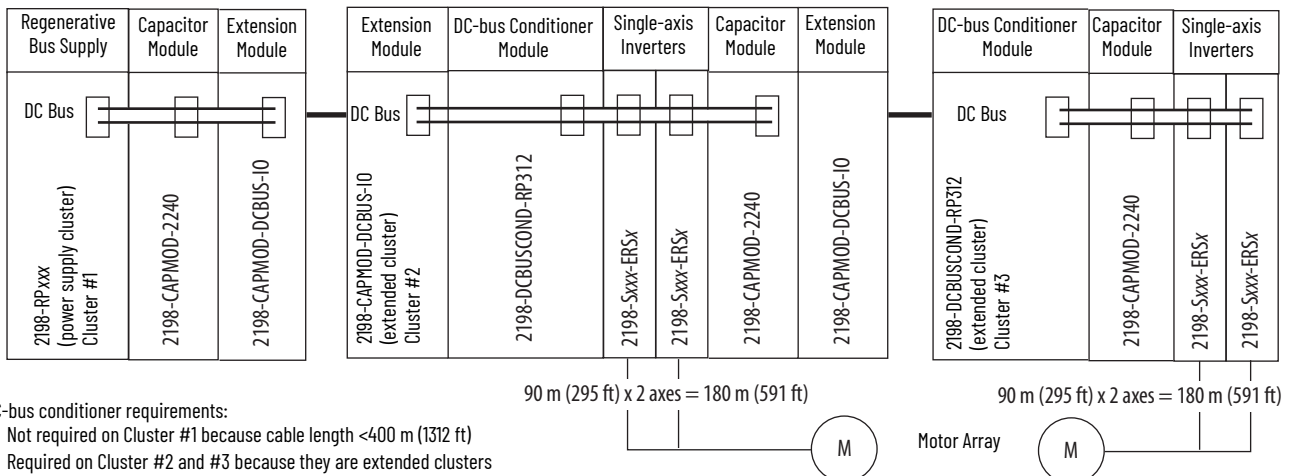 Regenerative
Bus Supply
Capacitor
Module
Extension
Module
DC Bus
2198-RPxxx
(power supply cluster)
Cluster #1
2198-CAPMOD-2240
2198-CAPMOD-DCBUS-IO
Extension
Module
DC-bus Conditioner
Module
Single-axis
Inverters
Capacitor
Module
Extension
Module
DC Bus
2198-CAPMOD-DCBUS-IO
(extended cluster)
Cluster #2
2198-DCBUSCOND-RP312
2198-Sxxx-ERSx
2198-Sxxx-ERSx
2198-CAPMOD-2240
2198-CAPMOD-DCBUS-IO
DC-bus Conditioner
Module
Capacitor
Module
Single-axis
Inverters
DC Bus
2198-DCBUSCOND-RP312
(extended cluster)
Cluster #3
2198-CAPMOD-2240
2198-Sxxx-ERSx
2198-Sxxx-ERSx
90 m (295 ft) x 2 axes = 180 m (591 ft)
90 m (295 ft) x 2 axes = 180 m (591 ft)
M
Motor Array
M
C-bus conditioner requirements:
Not required on Cluster #1 because cable length <400 m (1312 ft)
Required on Cluster #2 and #3 because they are extended clusters